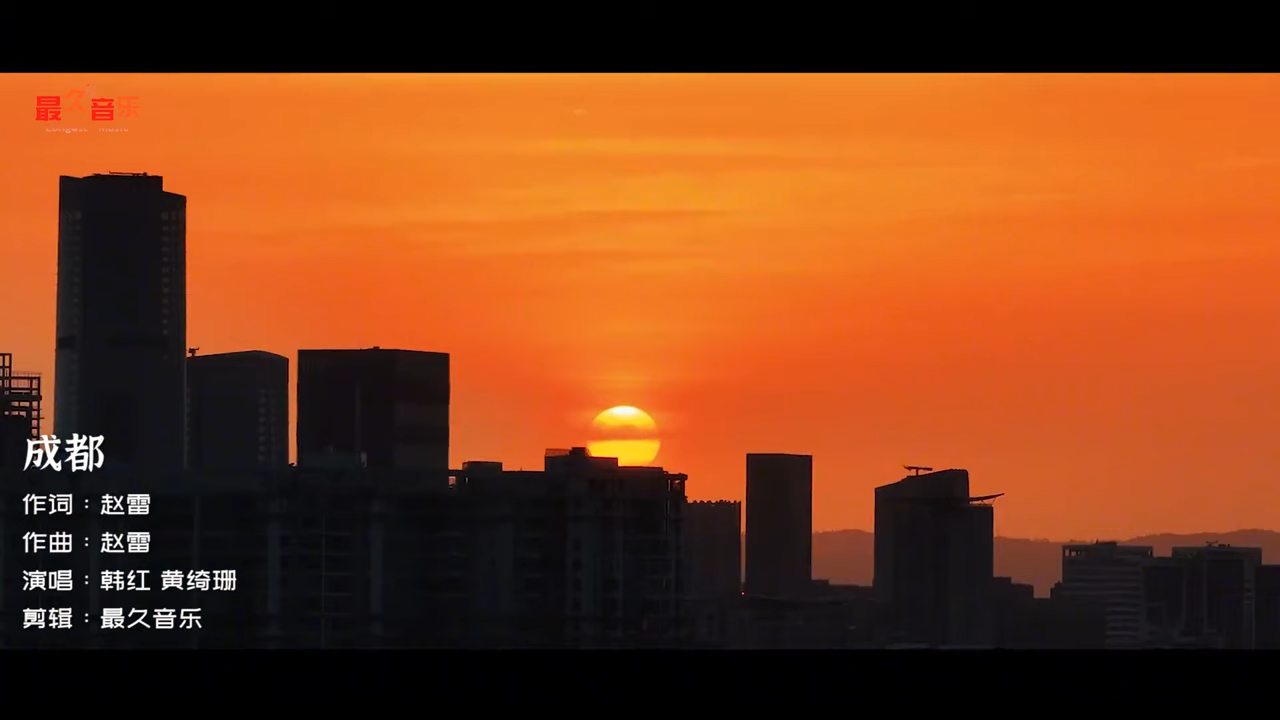 最久音乐
成都
作词：赵雷
作曲：赵雷
演唱：韩红 黄绮珊
剪辑：最久音乐